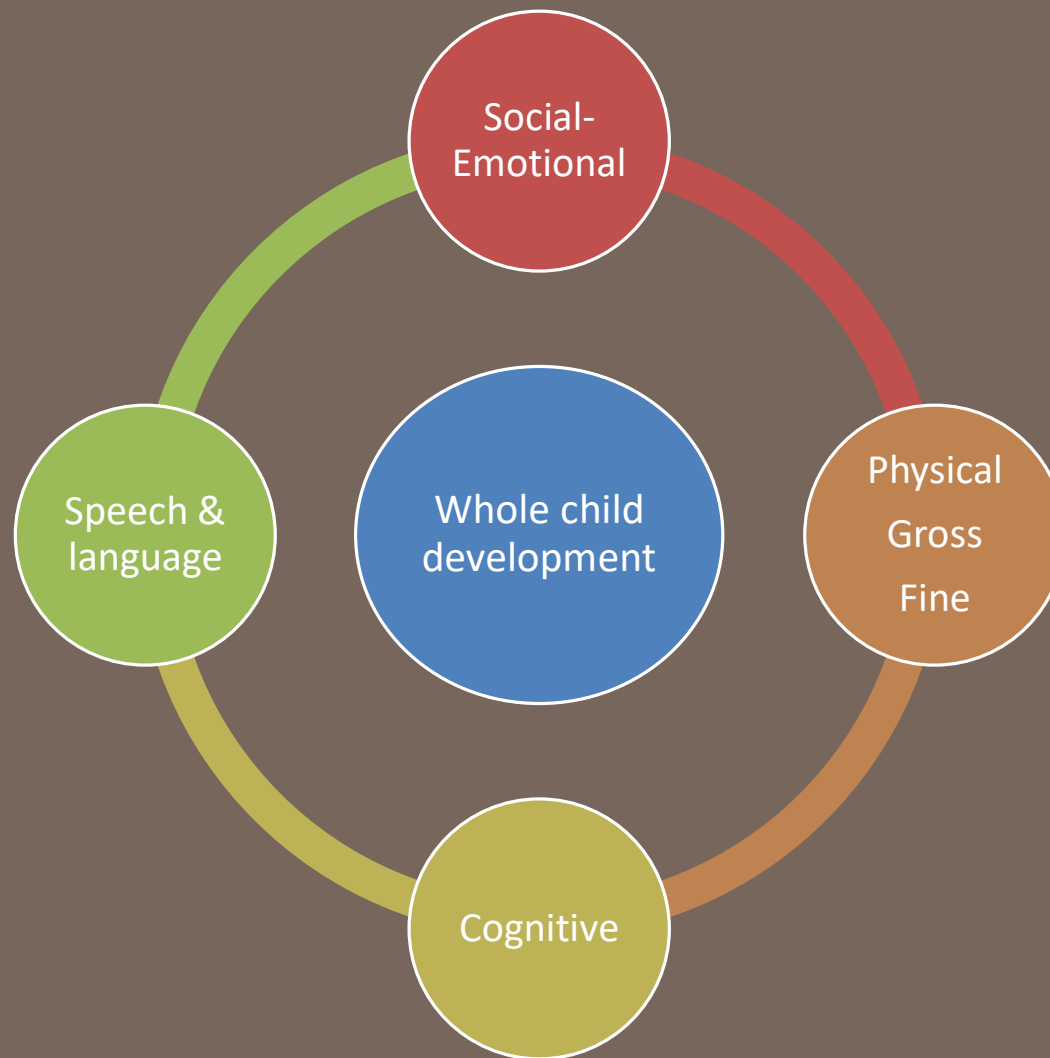 Social-
Emotional
Physical
Gross
Fine
Cognitive
Speech &
language
Whole child
development